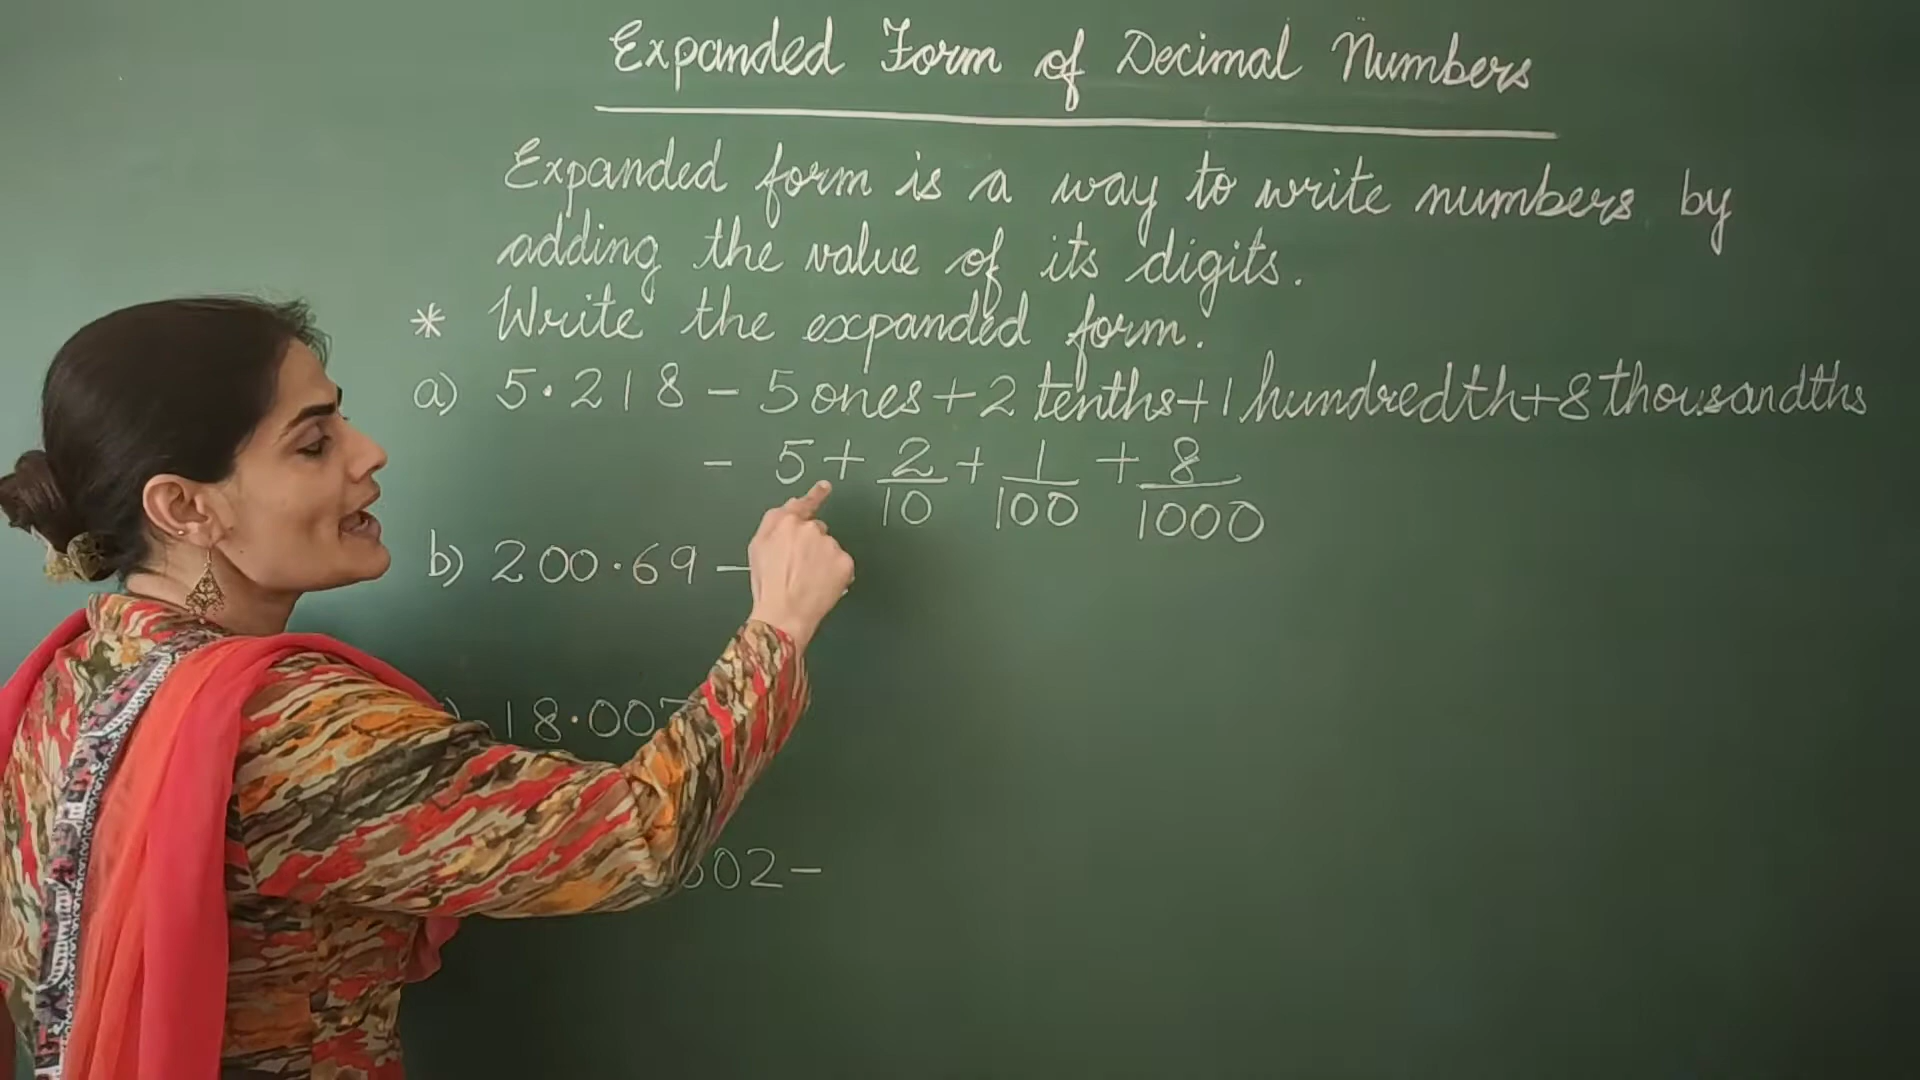 Expanded Form of Decimal Numbers
Expanded form is a way to write numbers by
adding the value of its digits.
* Write the expanded form.
a) 5·218 - 5 ones + 2 tenths + 1 hundredth + 8 thousandths
- 5 + 2/10 + 1/100 + 8/1000
b) 200·69 -
18·007
002 -